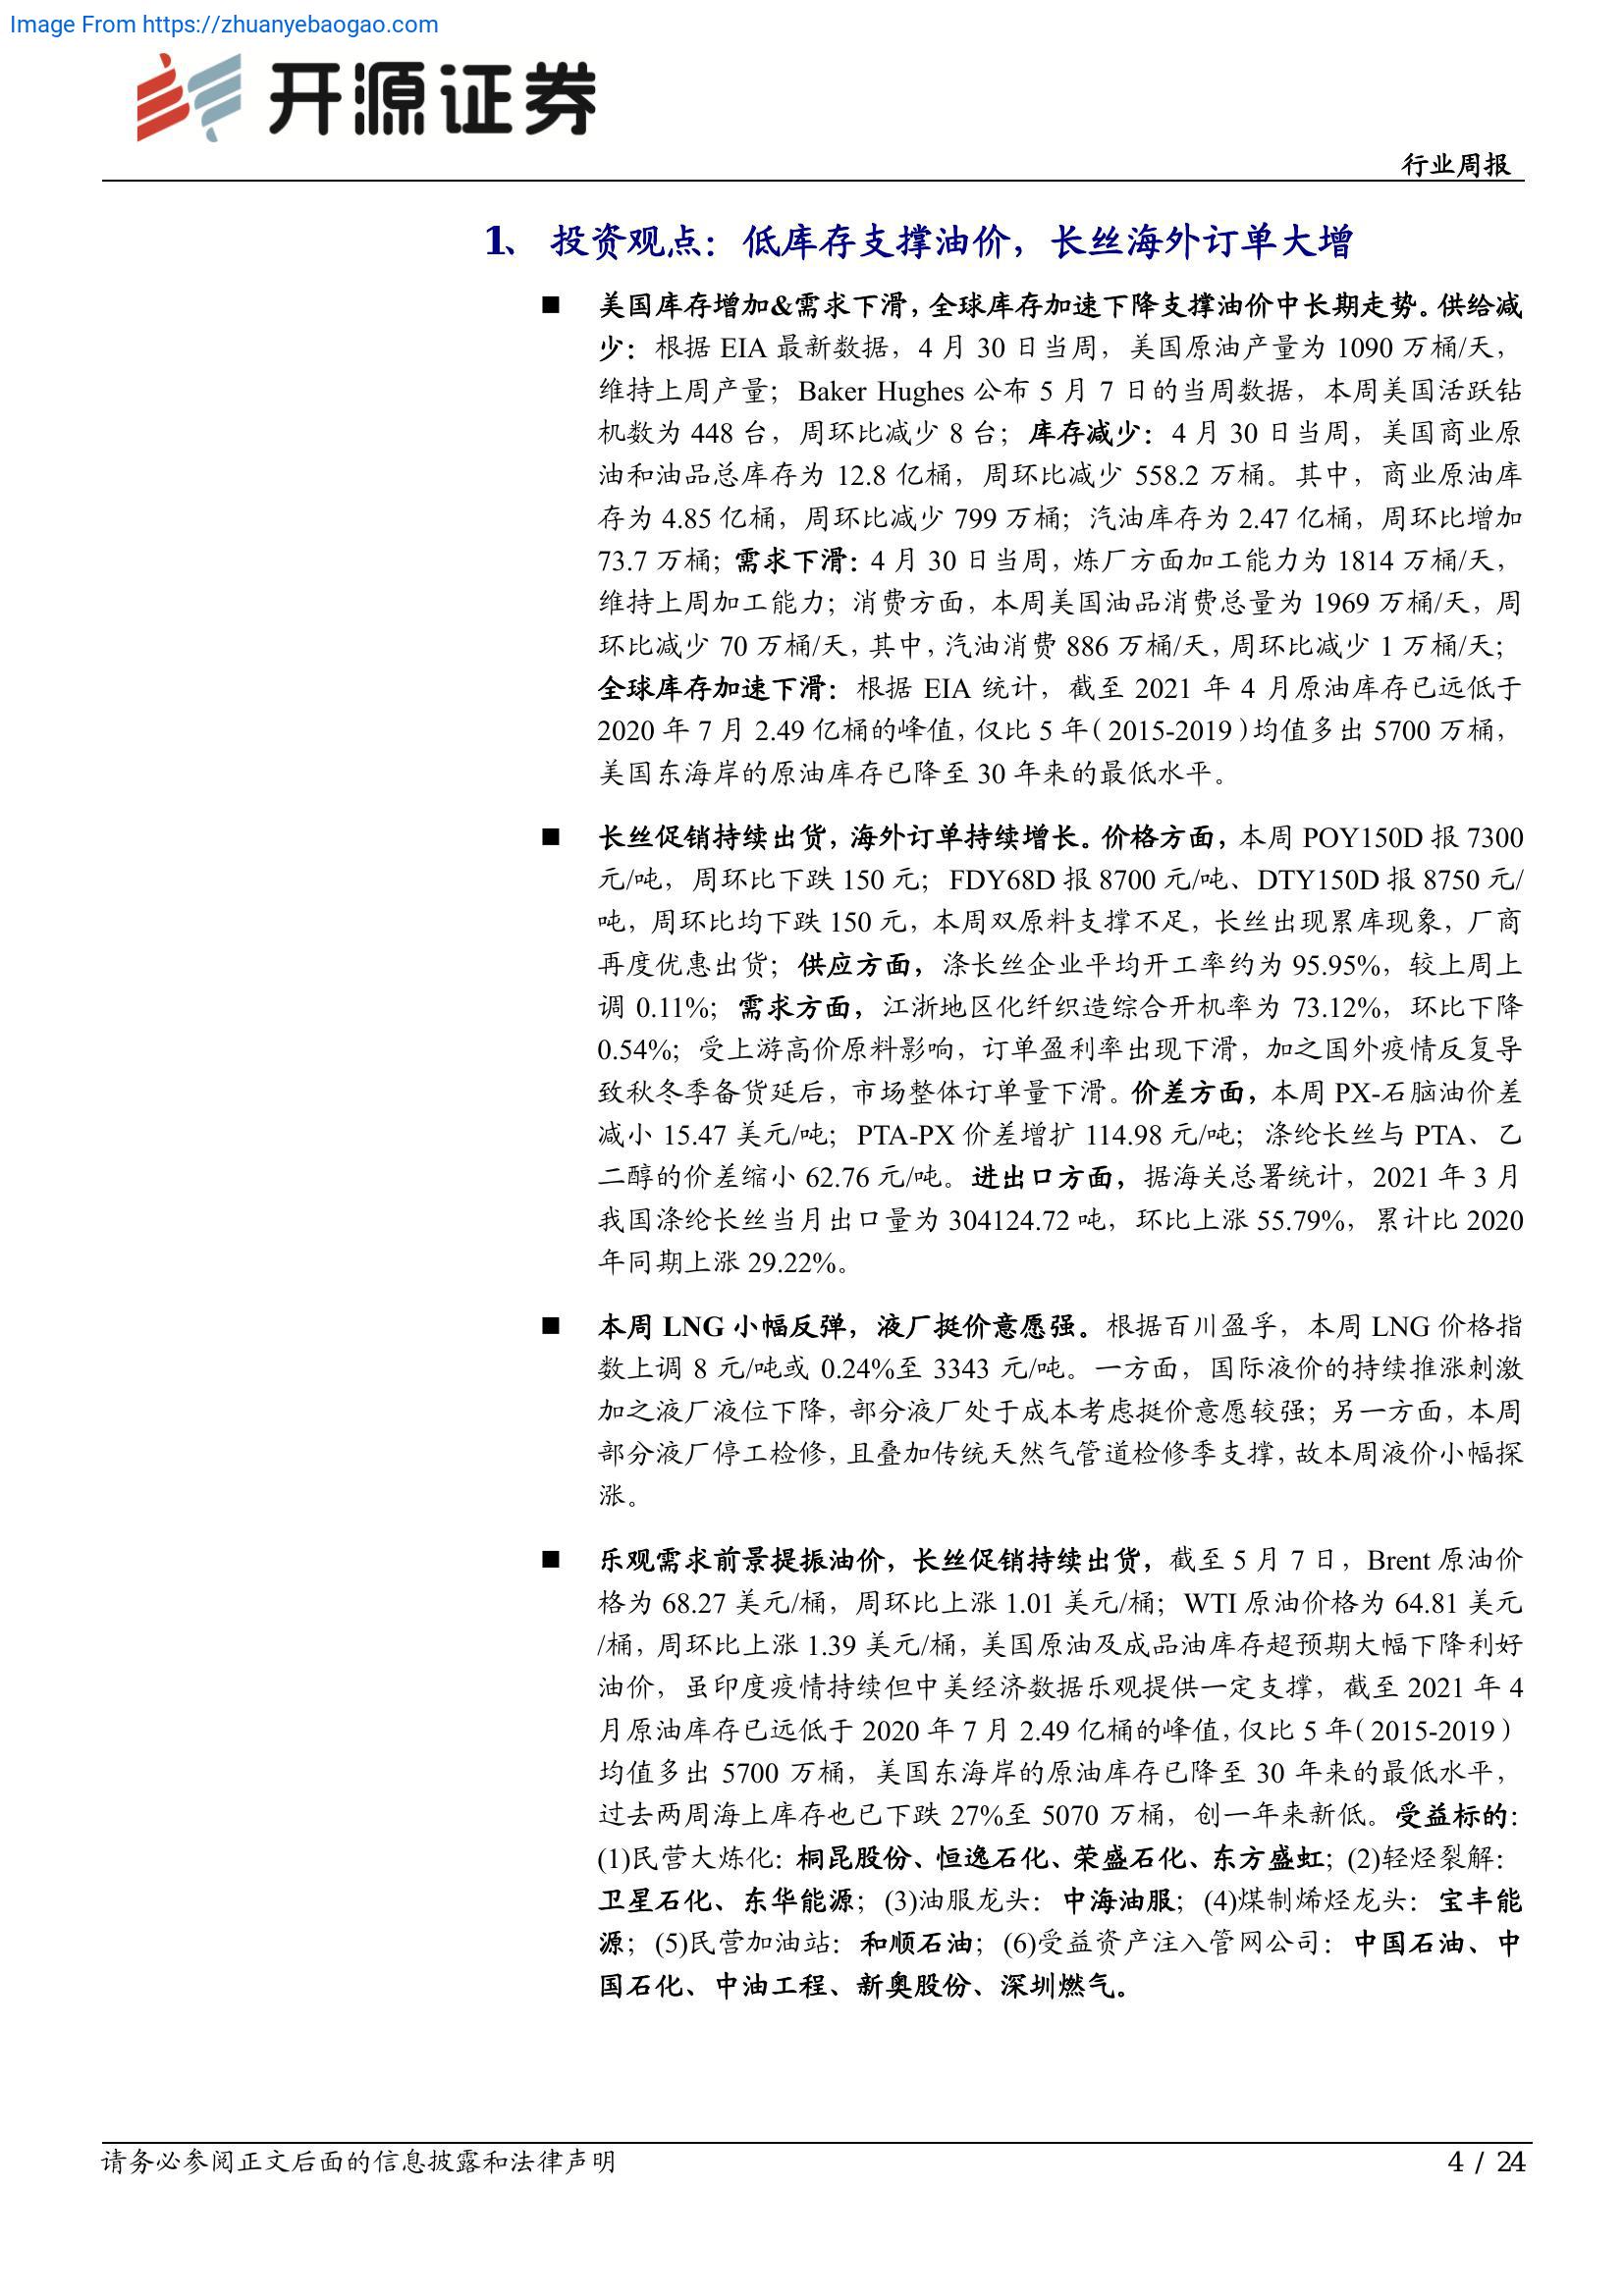 Image From https://zhuanyebaogao.com
开源证券
行业周报
1、 投资观点：低库存支撑油价，长丝海外订单大增
■ 美国库存增加&需求下滑，全球库存加速下降支撑油价中长期走势。供给减
少：根据 EIA 最新数据，4 月 30 日当周，美国原油产量为 1090 万桶/天，
维持上周产量；Baker Hughes 公布 5 月 7 日的当周数据，本周美国活跃钻
机数为 448 台，周环比减少 8 台；库存减少：4 月 30 日当周，美国商业原
油和油品总库存为 12.8 亿桶，周环比减少 558.2 万桶。其中，商业原油库
存为 4.85 亿桶，周环比减少 799 万桶；汽油库存为 2.47 亿桶，周环比增加
73.7 万桶；需求下滑：4 月 30 日当周，炼厂方面加工能力为 1814 万桶/天，
维持上周加工能力；消费方面，本周美国油品消费总量为 1969 万桶/天，周
环比减少 70 万桶/天，其中，汽油消费 886 万桶/天，周环比减少 1 万桶/天；
全球库存加速下滑：根据 EIA 统计，截至 2021 年 4 月原油库存已远低于
2020 年 7 月 2.49 亿桶的峰值，仅比 5 年（2015-2019）均值多出 5700 万桶，
美国东海岸的原油库存已降至 30 年来的最低水平。
■ 长丝促销持续出货，海外订单持续增长。价格方面，本周 POY150D 报 7300
元/吨，周环比下跌 150 元；FDY68D 报 8700 元/吨、DTY150D 报 8750 元/
吨，周环比均下跌 150 元，本周双原料支撑不足，长丝出现累库现象，厂商
再度优惠出货；供应方面，涤长丝企业平均开工率约为 95.95%，较上周上
调 0.11%；需求方面，江浙地区化纤织造综合开机率为 73.12%，环比下降
0.54%；受上游高价原料影响，订单盈利率出现下滑，加之国外疫情反复导
致秋冬季备货延后，市场整体订单量下滑。价差方面，本周 PX-石脑油价差
减小 15.47 美元/吨；PTA-PX 价差增扩 114.98 元/吨；涤纶长丝与 PTA、乙
二醇的价差缩小 62.76 元/吨。进出口方面，据海关总署统计，2021 年 3 月
我国涤纶长丝当月出口量为 304124.72 吨，环比上涨 55.79%，累计比 2020
年同期上涨 29.22%。
■ 本周 LNG 小幅反弹，液厂挺价意愿强。根据百川盈孚，本周 LNG 价格指
数上调 8 元/吨或 0.24%至 3343 元/吨。一方面，国际液价的持续推涨刺激
加之液厂液位下降，部分液厂处于成本考虑挺价意愿较强；另一方面，本周
部分液厂停工检修，且叠加传统天然气管道检修季支撑，故本周液价小幅探
涨。
■ 乐观需求前景提振油价，长丝促销持续出货，截至 5 月 7 日，Brent 原油价
格为 68.27 美元/桶，周环比上涨 1.01 美元/桶；WTI 原油价格为 64.81 美元
/桶，周环比上涨 1.39 美元/桶，美国原油及成品油库存超预期大幅下降利好
油价，虽印度疫情持续但中美经济数据乐观提供一定支撑，截至 2021 年 4
月原油库存已远低于 2020 年 7 月 2.49 亿桶的峰值，仅比 5 年（2015-2019）
均值多出 5700 万桶，美国东海岸的原油库存已降至 30 年来的最低水平，
过去两周海上库存也已下跌 27%至 5070 万桶，创一年来新低。受益标的：
(1)民营大炼化：桐昆股份、恒逸石化、荣盛石化、东方盛虹；(2)轻烃裂解：
卫星石化、东华能源；(3)油服龙头：中海油服；(4)煤制烯烃龙头：宝丰能
源；(5)民营加油站：和顺石油；(6)受益资产注入管网公司：中国石油、中
国石化、中油工程、新奥股份、深圳燃气。
请务必参阅正文后面的信息披露和法律声明
4 / 24